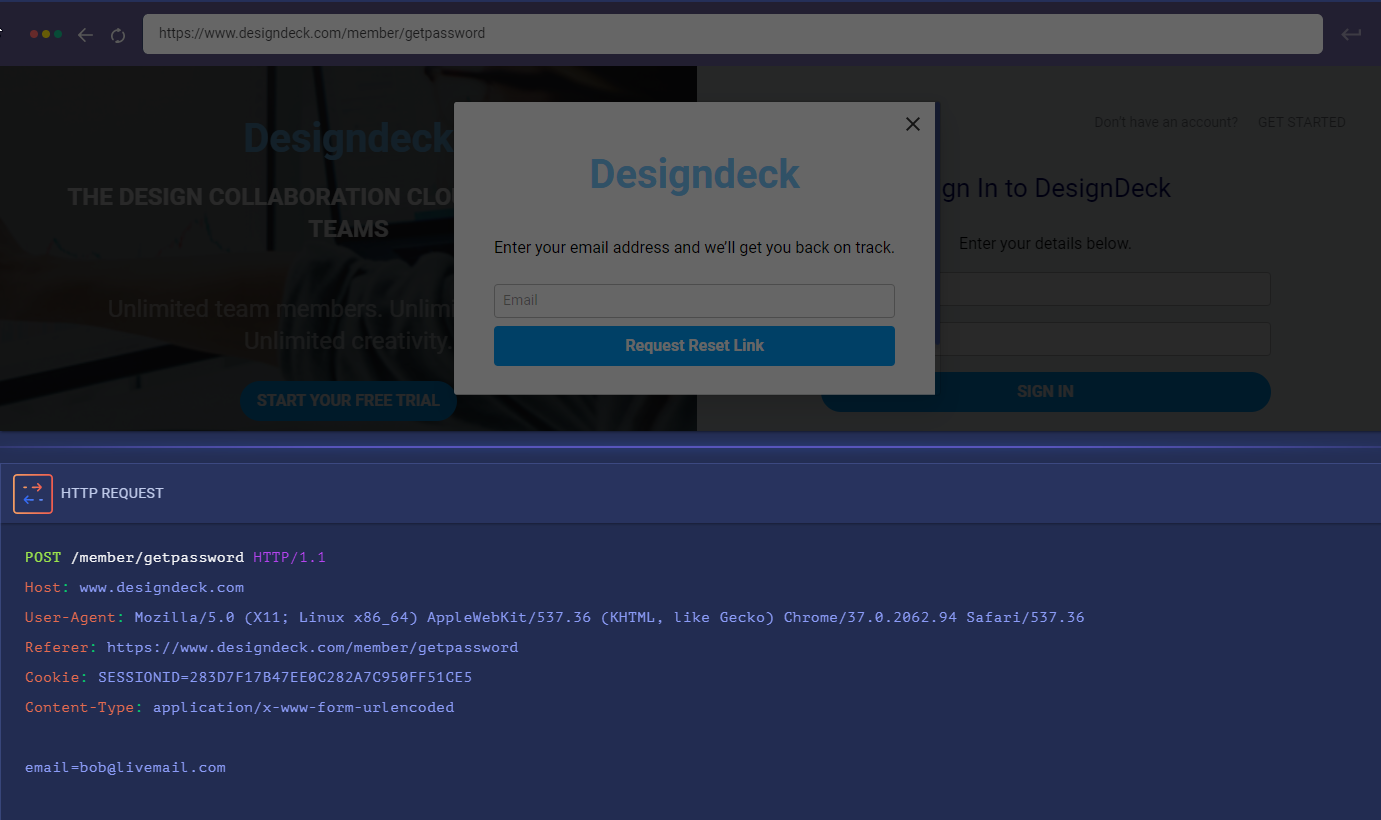 https://www.designdeck.com/member/getpassword
Designdeck
THE DESIGN COLLABORATION CLOU
TEAMS
Unlimited team members. Unlimi
Unlimited creativity.
START YOUR FREE TRIAL
Designdeck
Enter your email address and we'll get you back on track.
Email
Request Reset Link
Don't have an account? GET STARTED
gn In to DesignDeck
Enter your details below.
SIGN IN
HTTP REQUEST
POST /member/getpassword HTTP/1.1
Host: www.designdeck.com
User-Agent: Mozilla/5.0 (X11; Linux x86_64) AppleWebKit/537.36 (KHTML, like Gecko) Chrome/37.0.2062.94 Safari/537.36
Referer: https://www.designdeck.com/member/getpassword
Cookie: SESSIONID=283D7F17B47EE0C282A7C950FF51CE5
Content-Type: application/x-www-form-urlencoded
email=bob@livemail.com